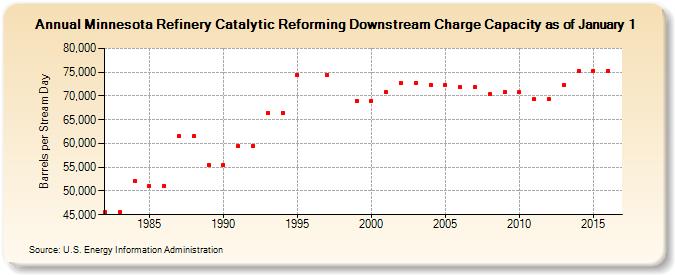 Annual Minnesota Refinery Catalytic Reforming Downstream Charge Capacity as of January 1
Barrels per Stream Day
80,000
75,000
70,000
65,000
60,000
55,000
50,000
45,000
1985 1990 1995 2000 2005 2010 2015
Source: U.S. Energy Information Administration